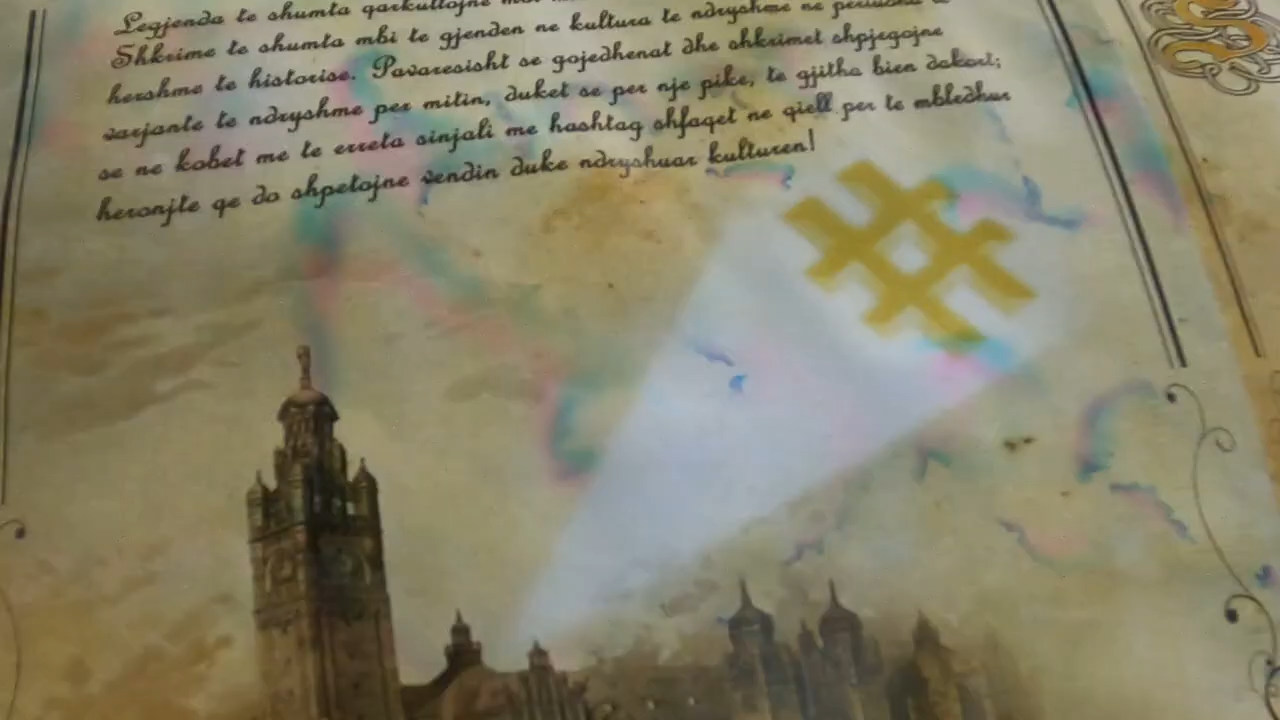 Legjenda te shumta qarkullojne
Shkrime te shumta mbi te gjenden ne kultura te ndryshme ne
hershme te historise. Pavaresisht se gojedhenat dhe shkrimet shpjegojne
varjante te ndryshme per mitin, duket se per nje pike, te gjitha bien dakort;
se ne kohet me te erreta sinjali me hashtag shfaqet ne qiell per te mbledhur
heronjte qe do shpetojne vendin duke ndryshuar kulturen!
#